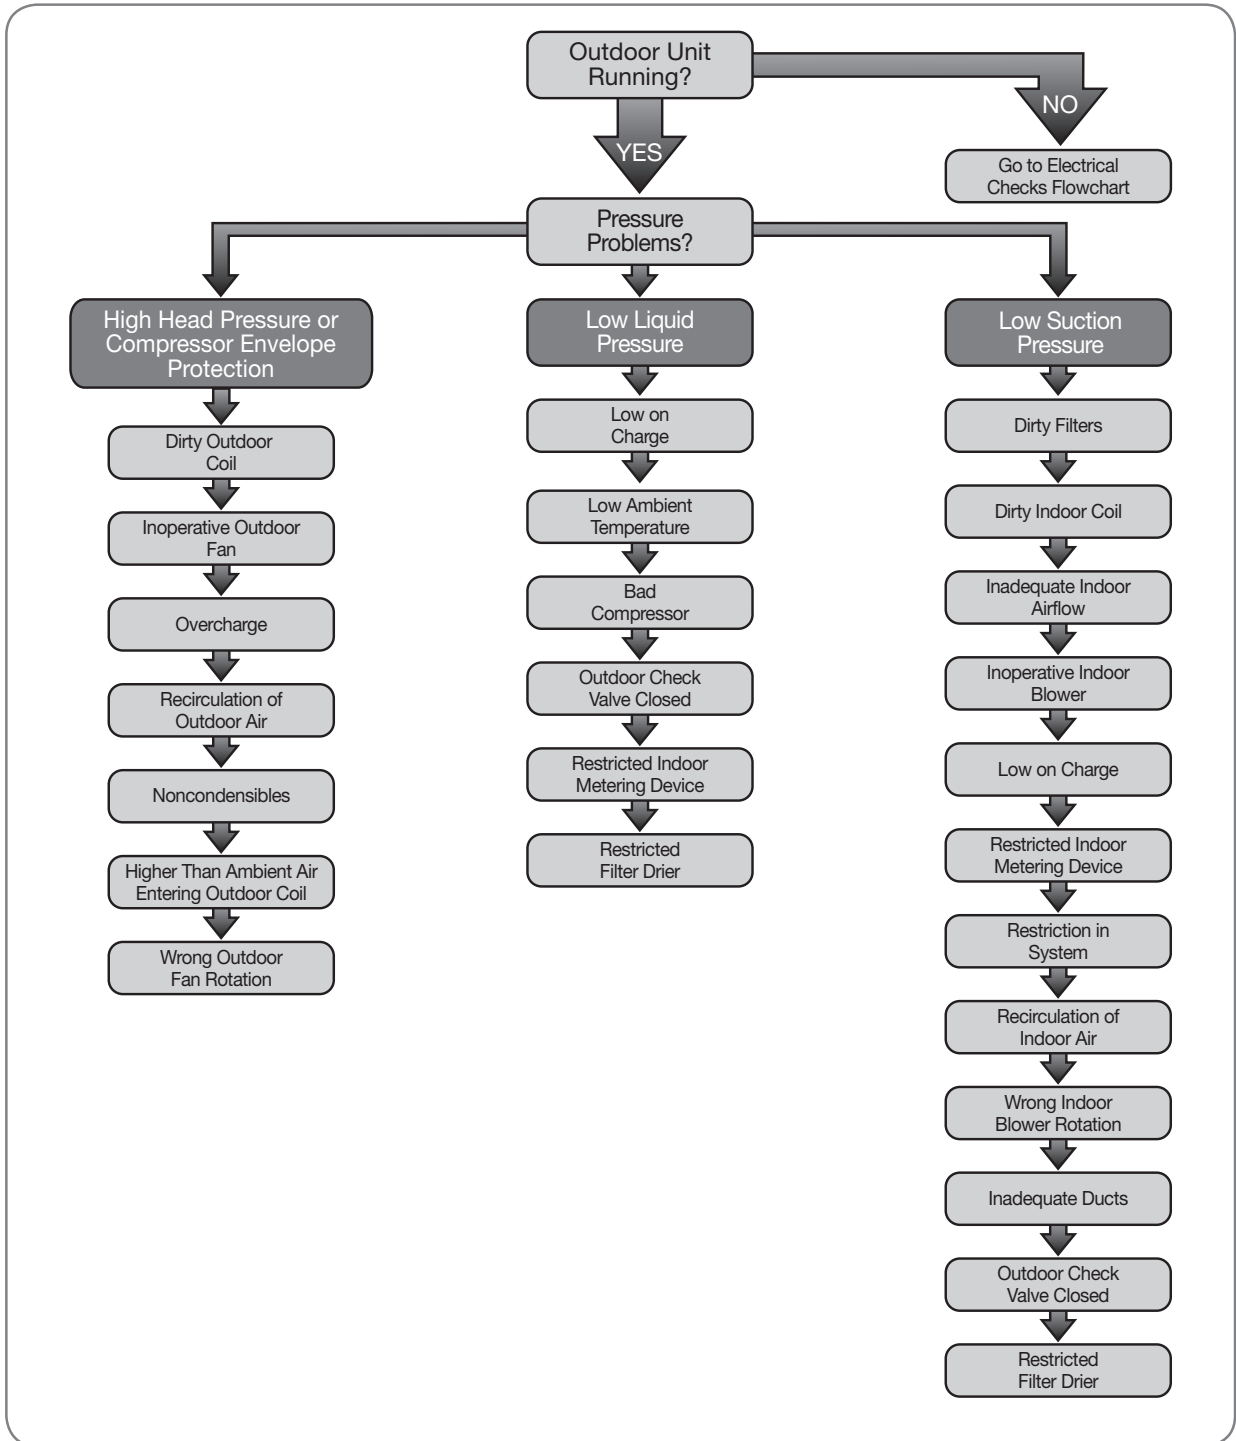 Outdoor Unit
Running?
NO
YES
Go to Electrical
Checks Flowchart
Pressure
Problems?
High Head Pressure or
Compressor Envelope
Protection
Dirty Outdoor
Coil
Inoperative Outdoor
Fan
Overcharge
Recirculation of
Outdoor Air
Noncondensibles
Higher Than Ambient Air
Entering Outdoor Coil
Wrong Outdoor
Fan Rotation
Low Liquid
Pressure
Low on
Charge
Low Ambient
Temperature
Bad
Compressor
Outdoor Check
Valve Closed
Restricted Indoor
Metering Device
Restricted
Filter Drier
Low Suction
Pressure
Dirty Filters
Dirty Indoor Coil
Inadequate Indoor
Airflow
Inoperative Indoor
Blower
Low on Charge
Restricted Indoor
Metering Device
Restriction in
System
Recirculation of
Indoor Air
Wrong Indoor
Blower Rotation
Inadequate Ducts
Outdoor Check
Valve Closed
Restricted
Filter Drier